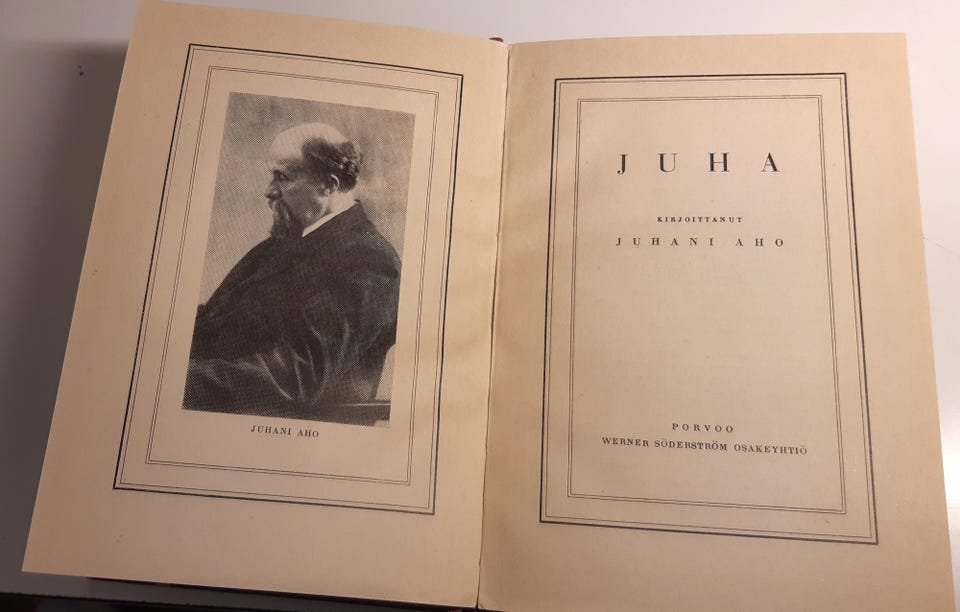 JUHANI AHO
JUHA
KIRJOITTANUT
JUHANI AHO
PORVOO
WERNER SÖDERSTRÖM OSAKEYHTIÖ